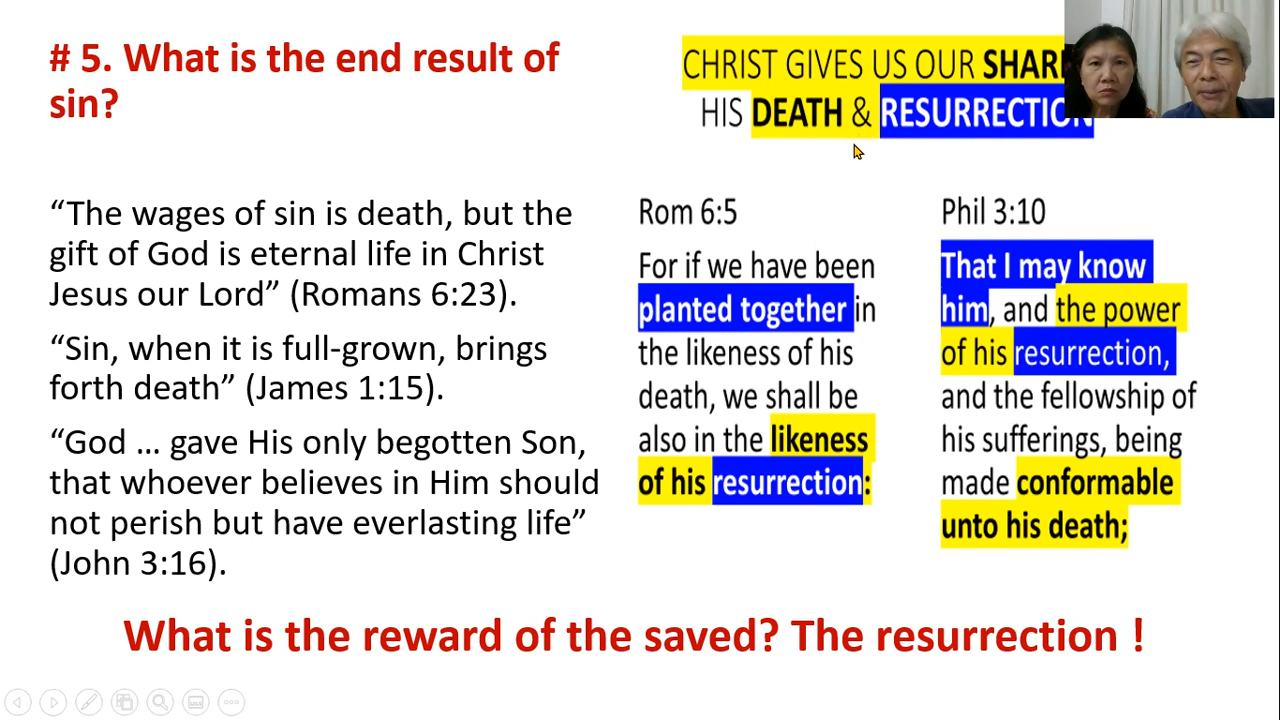 # 5. What is the end result of
sin?
“The wages of sin is death, but the
gift of God is eternal life in Christ
Jesus our Lord” (Romans 6:23).
“Sin, when it is full-grown, brings
forth death” (James 1:15).
“God ... gave His only begotten Son,
that whoever believes in Him should
not perish but have everlasting life”
(John 3:16).
CHRIST GIVES US OUR SHAR
HIS DEATH & RESURRECTION
Rom 6:5
For if we have been
planted together in
the likeness of his
death, we shall be
also in the likeness
of his resurrection:
Phil 3:10
That I may know
him, and the power
of his resurrection,
and the fellowship of
his sufferings, being
made conformable
unto his death;
What is the reward of the saved? The resurrection !